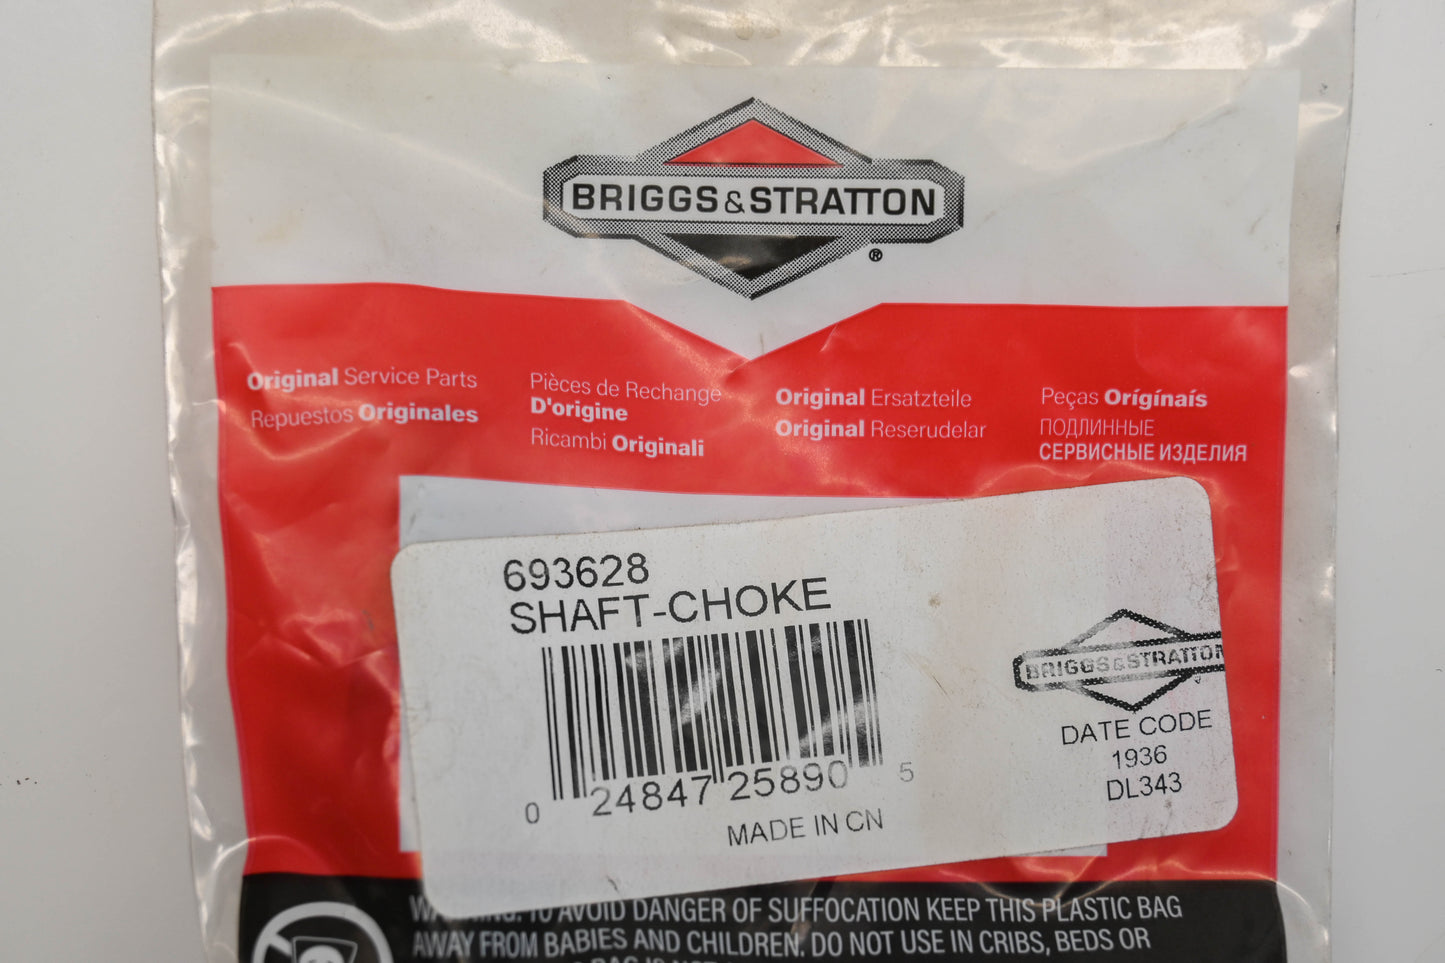 BRIGGS&STRATTON
®
Original Service Parts
Repuestos Originales
Pièces de Rechange
D'origine
Ricambi Originali
Original Ersatzteile
Original Reserudelar
Peças Orígínaís
ПОДЛИННЫЕ
СЕРВИСНЫЕ ИЗДЕЛИЯ
693628
SHAFT-CHOKE
0 24847 25890 5
MADE IN CN
BRIGGS&STRATTON
DATE CODE
1936
DL343
TO AVOID DANGER OF SUFFOCATION KEEP THIS PLASTIC BAG
AWAY FROM BABIES AND CHILDREN. DO NOT USE IN CRIBS, BEDS OR